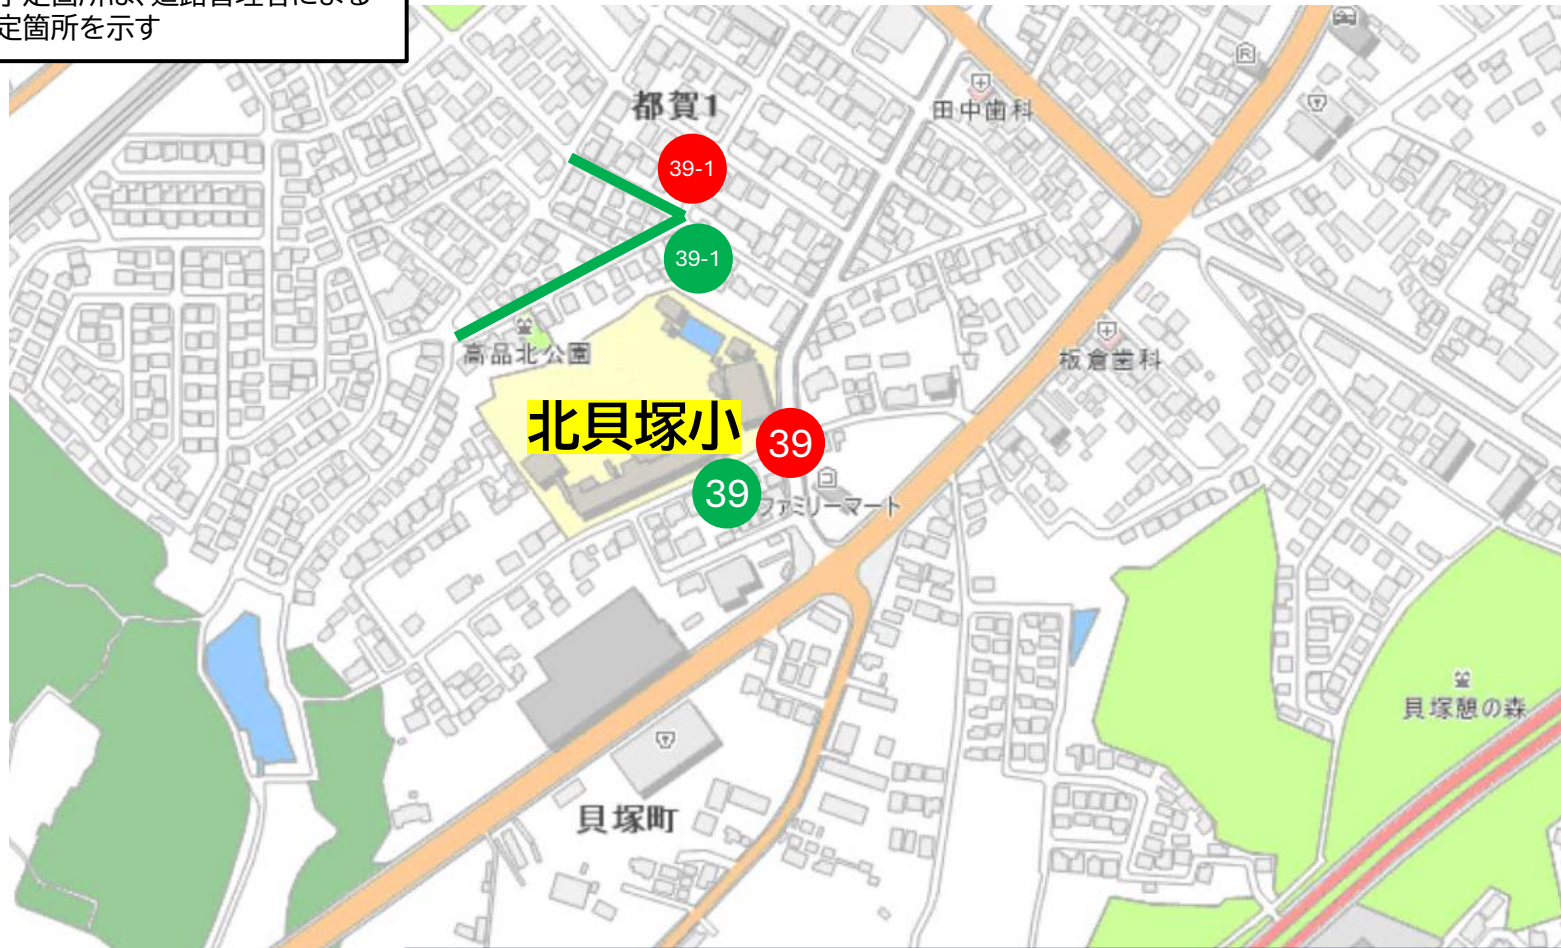 定箇所を示す
都賀1
田中歯科
39-1
39-1
高品北公園
板倉歯科
北貝塚小
39
39
ファミリーマート
貝塚憩の森
貝塚町